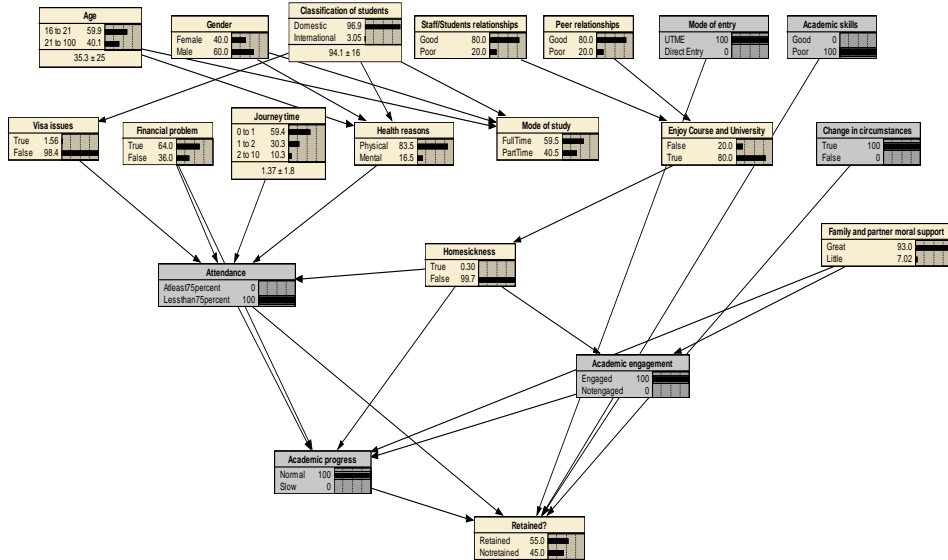 Age
16 to 21 59.9
21 to 100 40.1
35.3 ± 25
Gender
Female 40.0
Male 60.0
Classification of students
Domestic 96.9
International 3.05
94.1 ± 16
Staff/Students relationships
Good 80.0
Poor 20.0
Peer relationships
Good 80.0
Poor 20.0
Mode of entry
UTME 100
Direct Entry 0
Academic skills
Good 0
Poor 100
Visa issues
True 1.56
False 98.4
Financial problem
True 64.0
False 36.0
Journey time
0 to 1 59.4
1 to 2 30.3
2 to 10 10.3
1.37 ± 1.8
Health reasons
Physical 83.5
Mental 16.5
Mode of study
FullTime 59.5
PartTime 40.5
Enjoy Course and University
False 20.0
True 80.0
Change in circumstances
True 100
False 0
Family and partner moral support
Great 93.0
Little 7.02
Attendance
Atleast75percent 0
Lessthan75percent 100
Homesickness
True 0.30
False 99.7
Academic engagement
Engaged 100
Notengaged 0
Academic progress
Normal 100
Slow 0
Retained?
Retained 55.0
Notretained 45.0